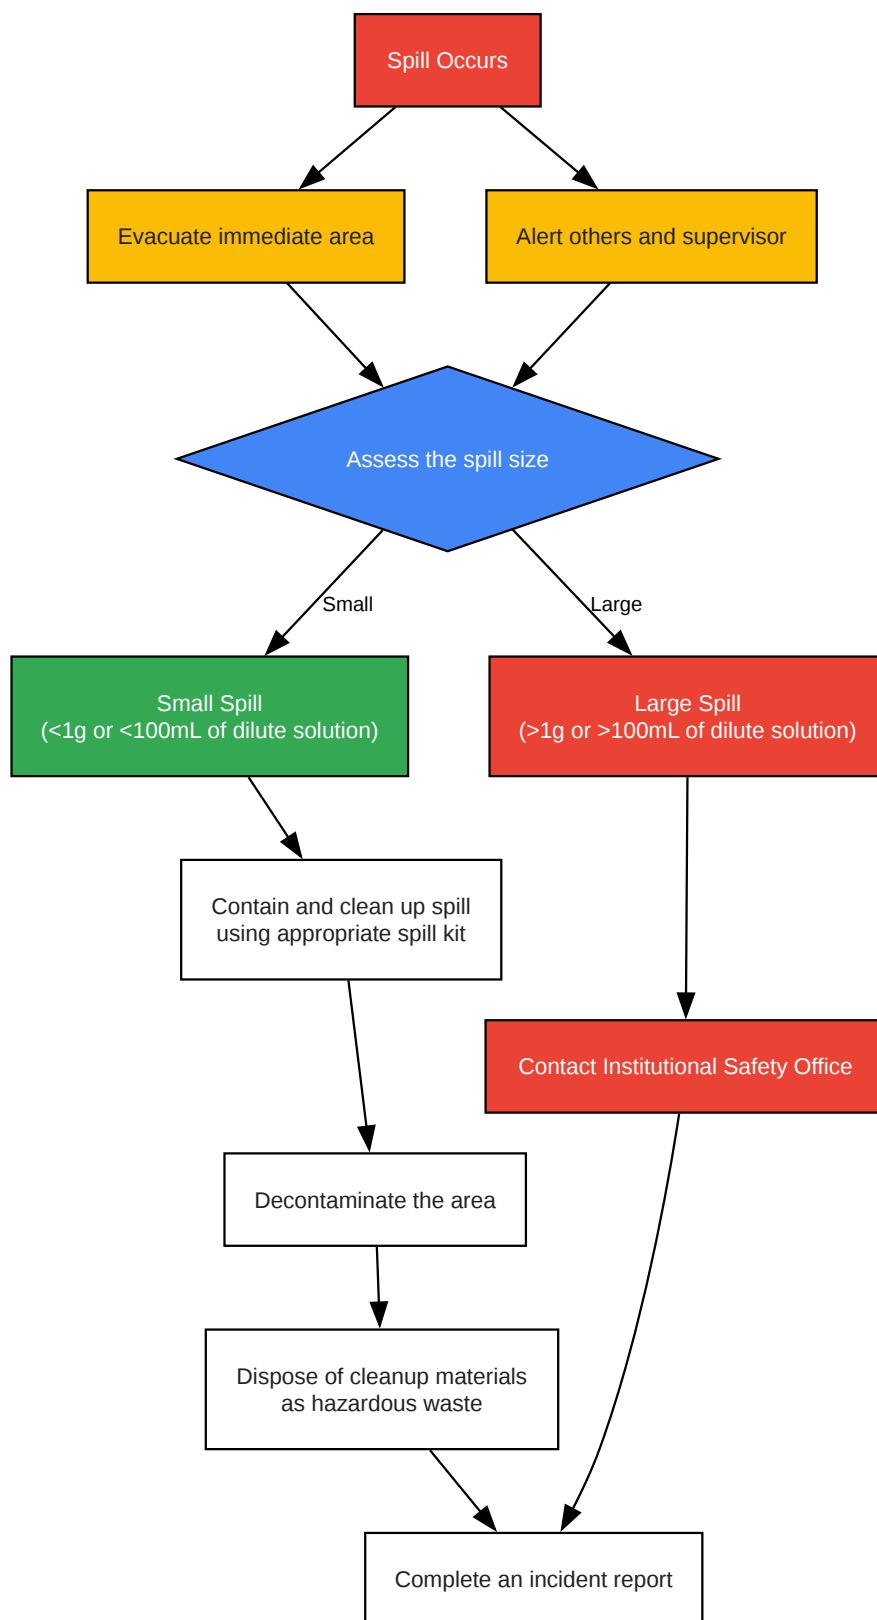 Spill Occurs
Evacuate immediate area
Alert others and supervisor
Assess the spill size
Small
Large
Small Spill
(<1g or <100mL of dilute solution)
Large Spill
(>1g or >100mL of dilute solution)
Contain and clean up spill
using appropriate spill kit
Contact Institutional Safety Office
Decontaminate the area
Dispose of cleanup materials
as hazardous waste
Complete an incident report